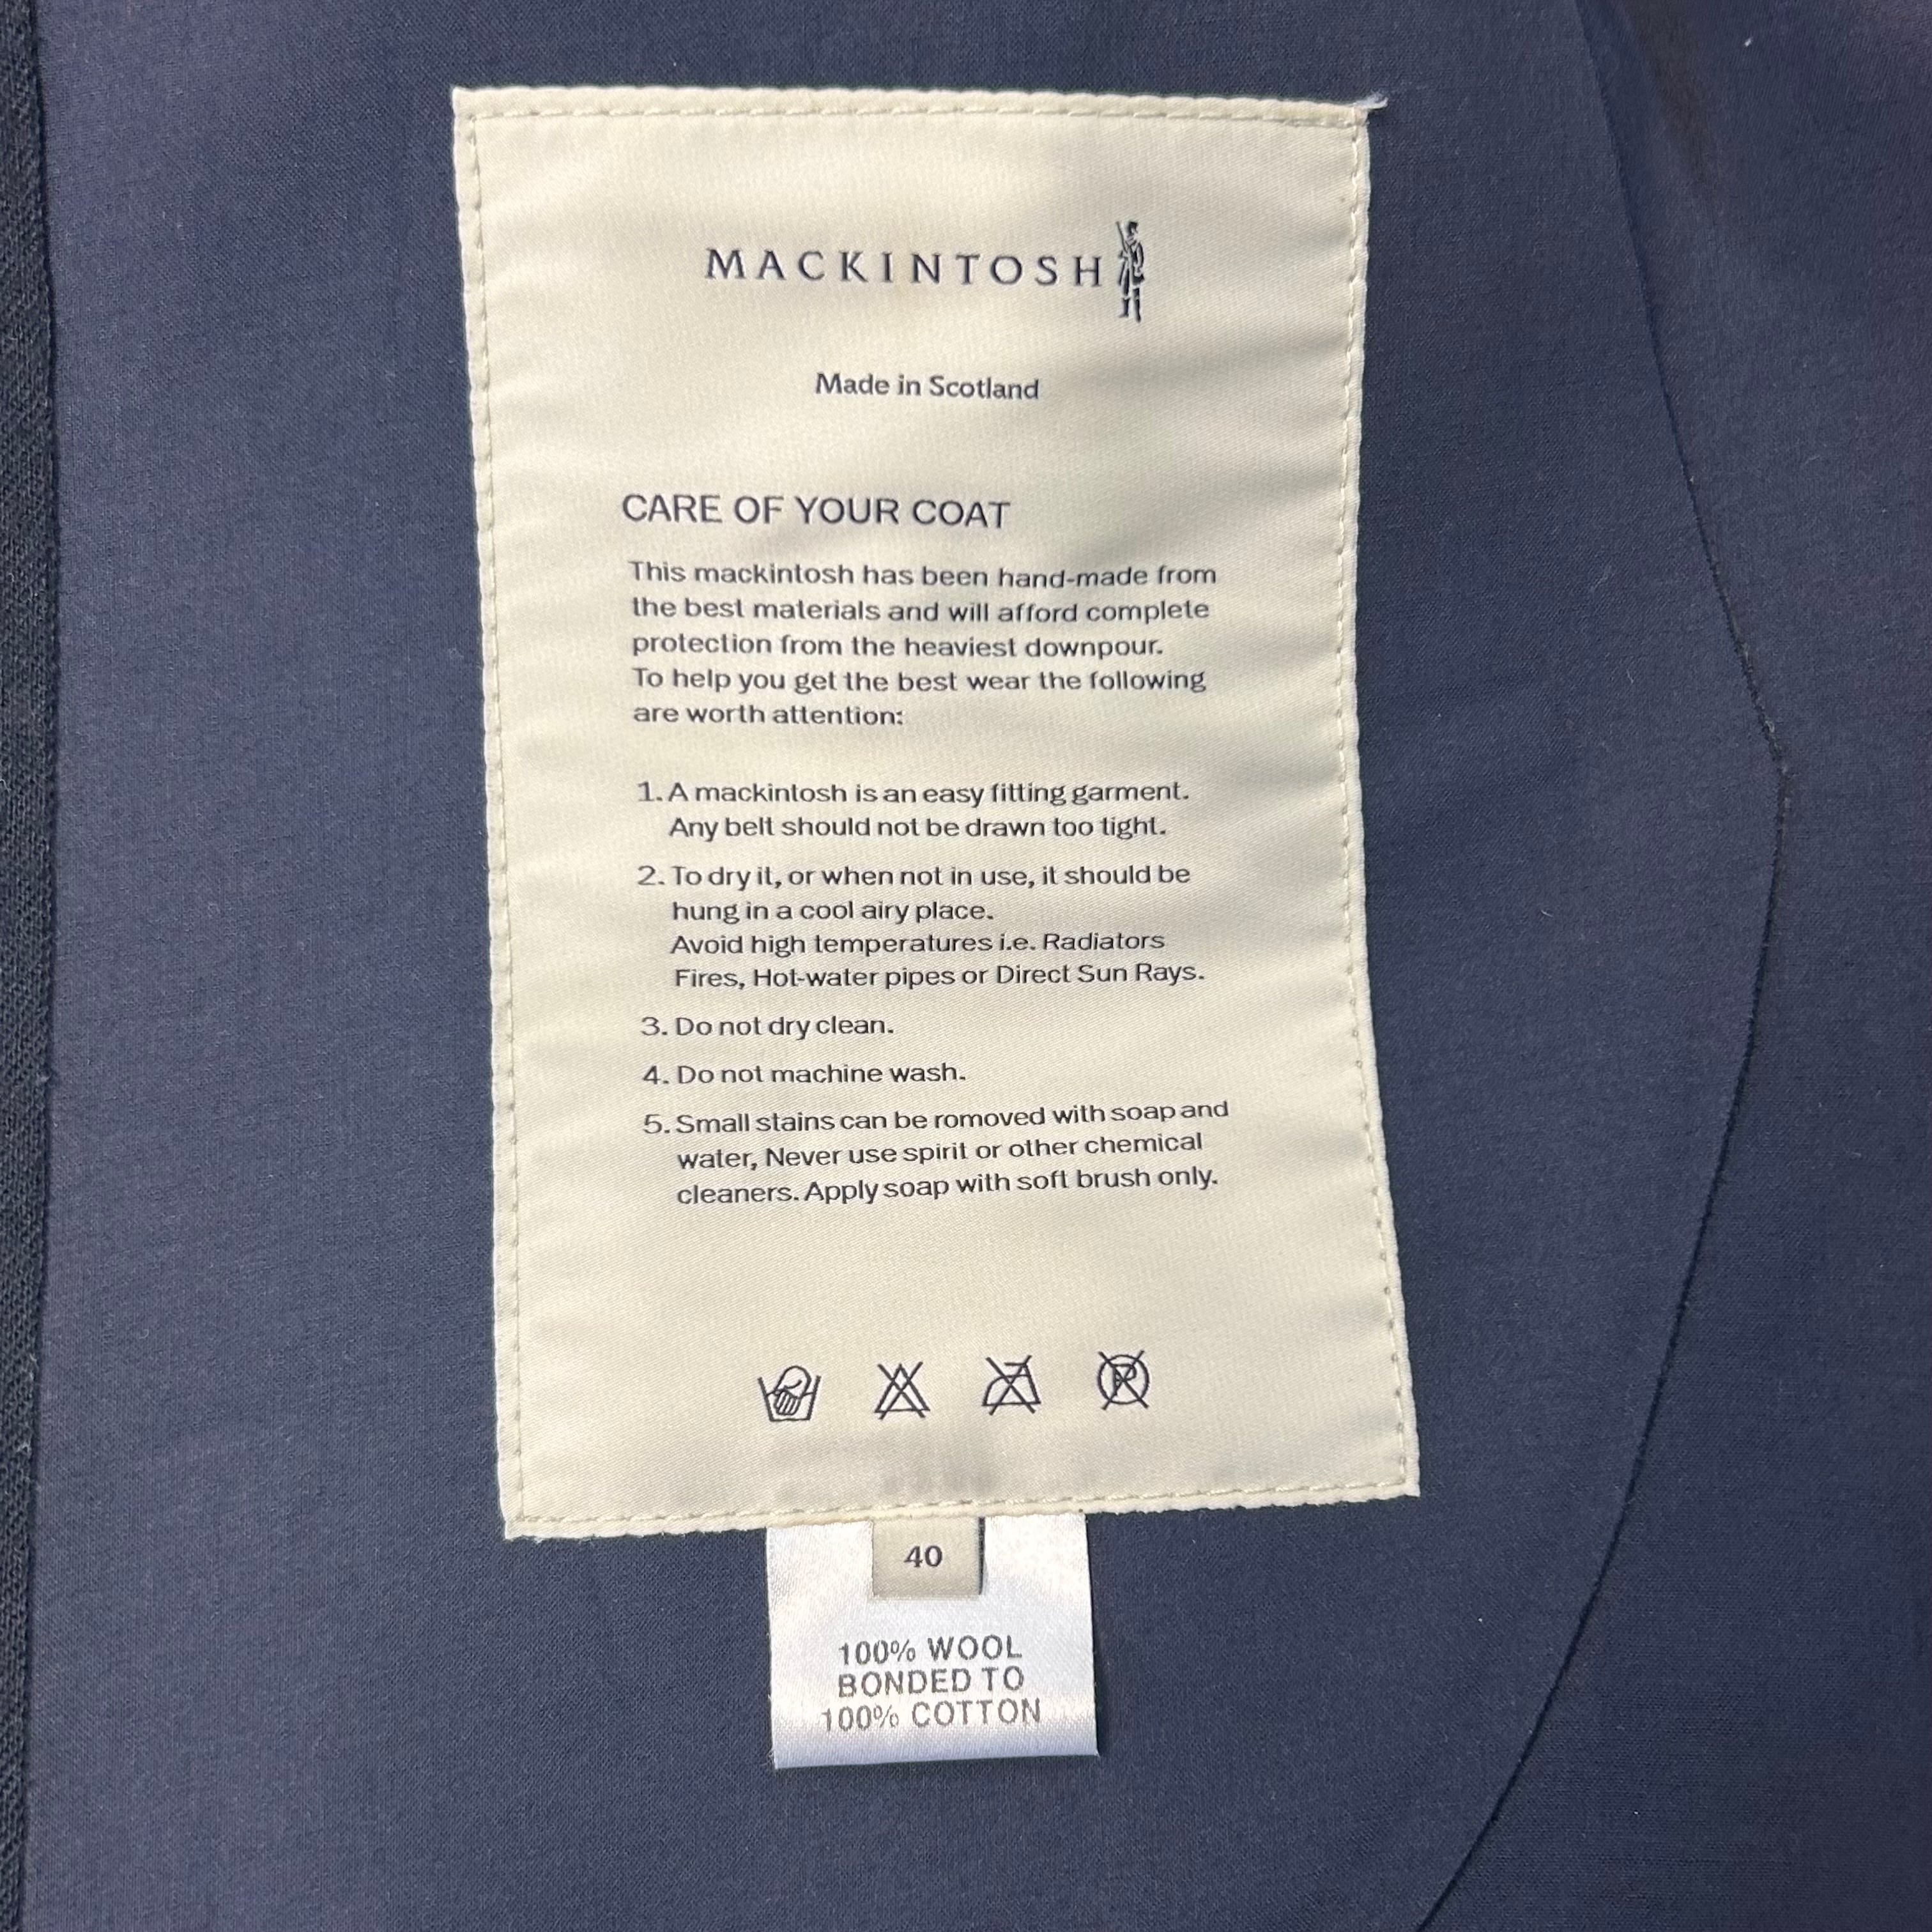 MACKINTOSH
Made in Scotland
CARE OF YOUR COAT
This mackintosh has been hand-made from
the best materials and will afford complete
protection from the heaviest downpour.
To help you get the best wear the following
are worth attention:
1. A mackintosh is an easy fitting garment.
Any belt should not be drawn too tight.
2. To dry it, or when not in use, it should be
hung in a cool airy place.
Avoid high temperatures i.e. Radiators
Fires, Hot-water pipes or Direct Sun Rays.
3. Do not dry clean.
4. Do not machine wash.
5. Small stains can be romoved with soap and
water, Never use spirit or other chemical
cleaners. Apply soap with soft brush only.
P
40
100% WOOL
BONDED TO
100% COTTON